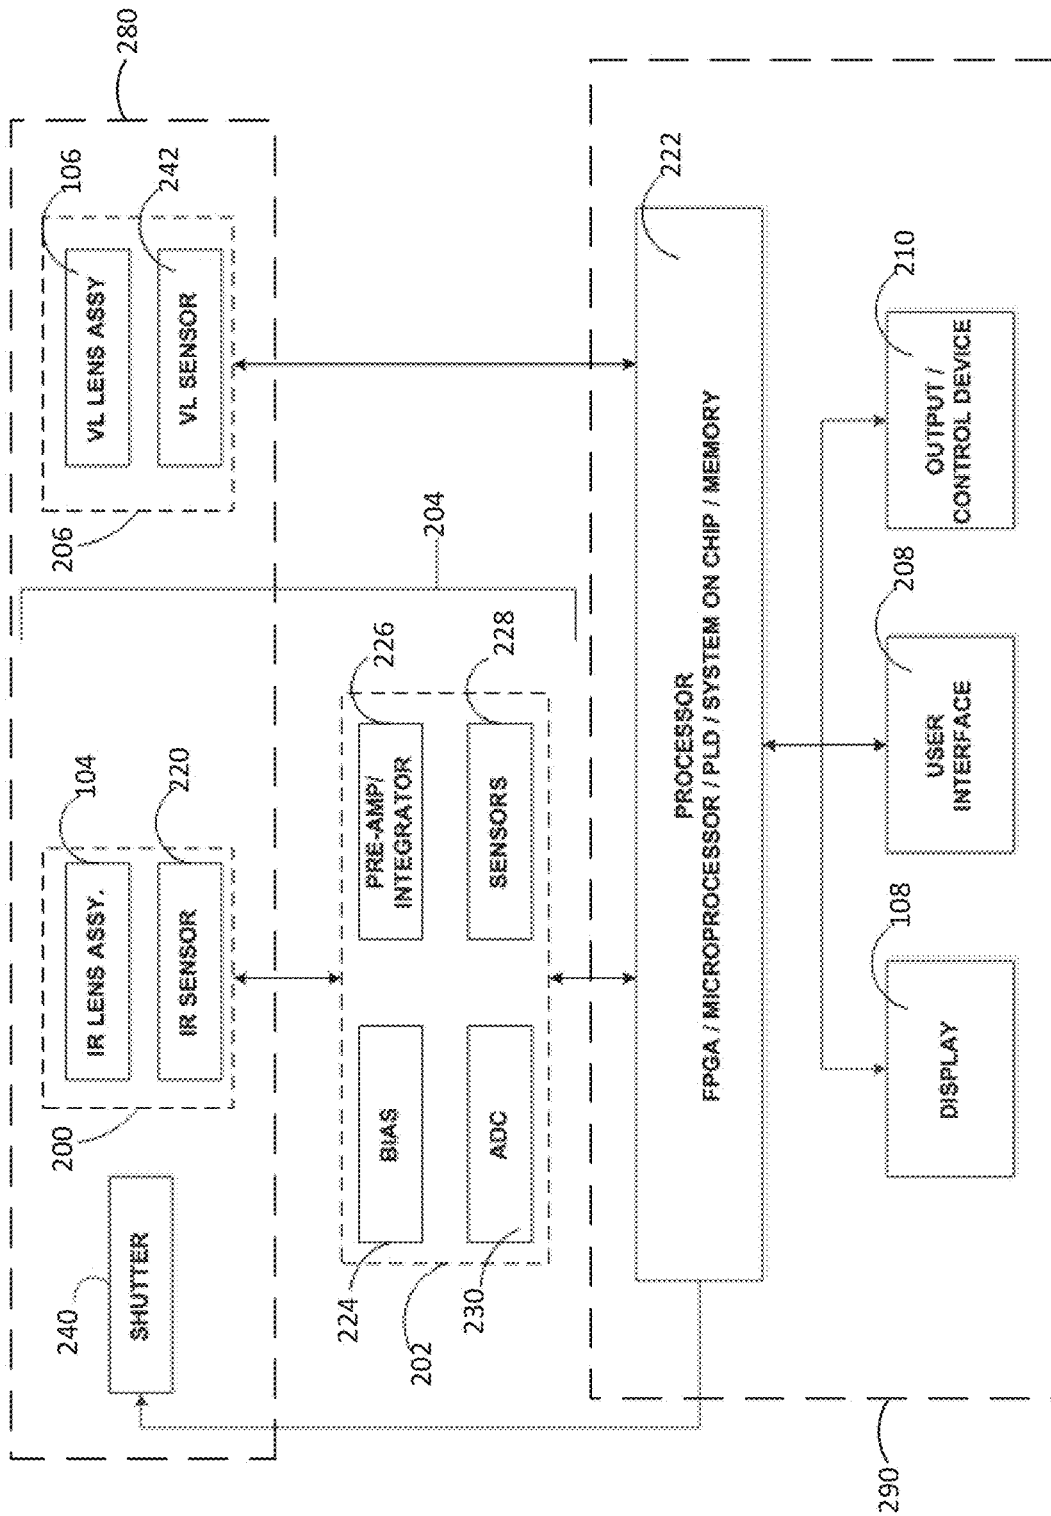 280
106
VL LENS ASSY
242
VL SENSOR
206
204
104
IR LENS ASSY.
220
IR SENSOR
200
240
SHUTTER
226
PRE-AMP/
INTEGRATOR
228
SENSORS
224
BIAS
230
ADC
202
222
PROCESSOR
FPGA / MICROPROCESSOR / PLD / SYSTEM ON CHIP / MEMORY
108
DISPLAY
208
USER
INTERFACE
210
OUTPUT /
CONTROL DEVICE
290